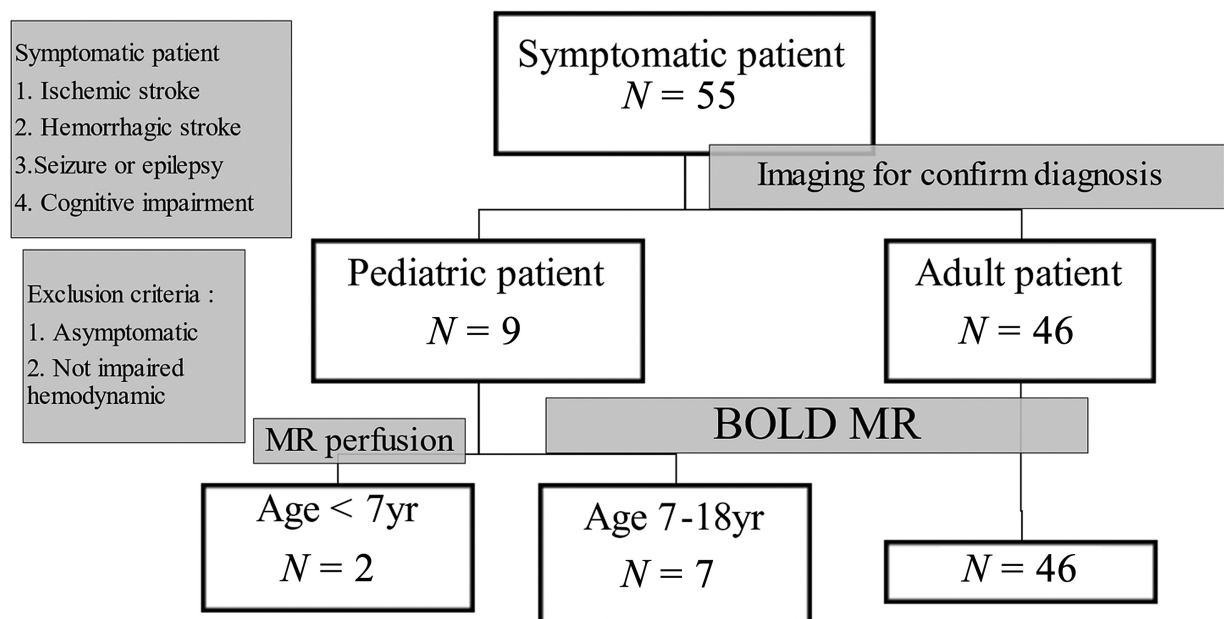 Symptomatic patient
1. Ischemic stroke
2. Hemorrhagic stroke
3.Seizure or epilepsy
4. Cognitive impairment
Exclusion criteria :
1. Asymptomatic
2. Not impaired
hemodynamic
Symptomatic patient
N = 55
Imaging for confirm diagnosis
Pediatric patient
N = 9
Adult patient
N = 46
MR perfusion
BOLD MR
Age < 7yr
N = 2
Age 7-18yr
N = 7
N = 46